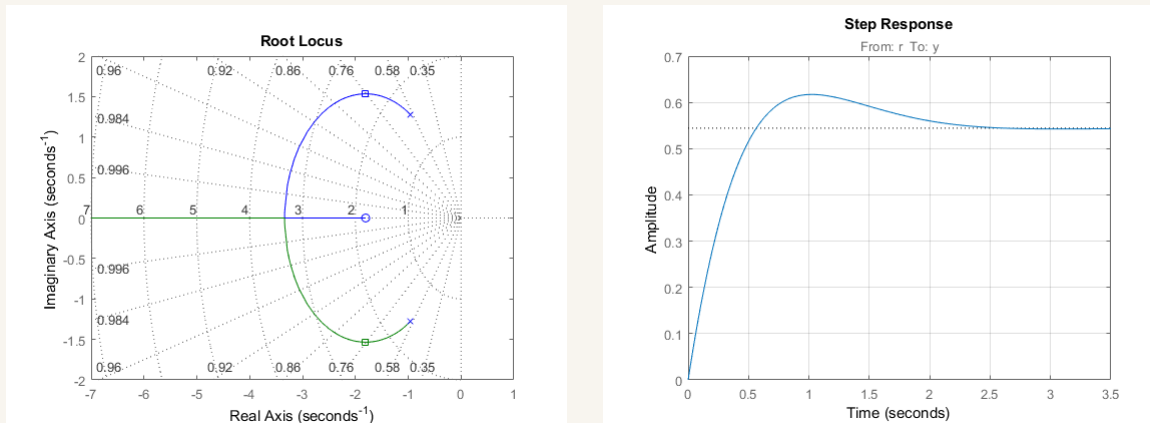 Root Locus
2
1.5
1
0.5
0
-0.5
-1
-1.5
-2
Imaginary Axis (seconds-1)
0.96 0.92 0.86 0.76 0.58 0.35
0.984
0.996
7 6 5 4 3 2 1
0.996
0.984
0.96 0.92 0.86 0.76 0.58 0.35
-7 -6 -5 -4 -3 -2 -1 0 1
Real Axis (seconds-1)
Step Response
From: r To: y
0.7
0.6
0.5
0.4
0.3
0.2
0.1
0
Amplitude
0 0.5 1 1.5 2 2.5 3 3.5
Time (seconds)